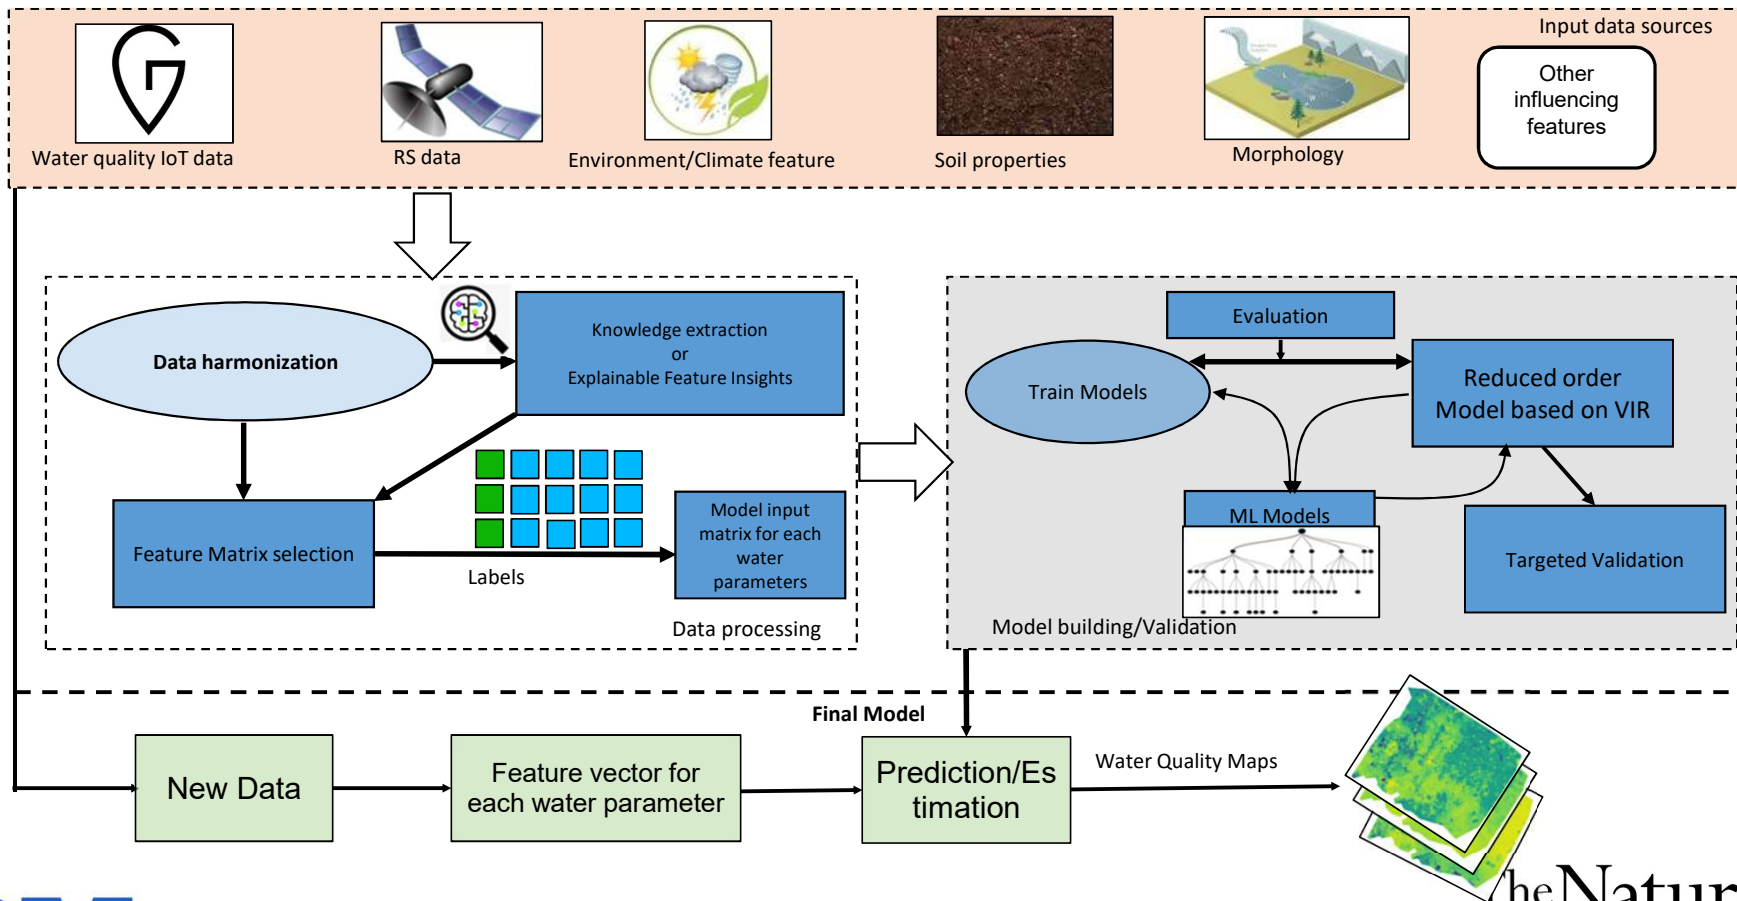 Input data sources
Other
influencing
features
Water quality IoT data
RS data
Environment/Climate feature
Soil properties
Morphology
Data harmonization
Knowledge extraction
or
Explainable Feature Insights
Feature Matrix selection
Labels
Model input
matrix for each
water
parameters
Data processing
Evaluation
Train Models
Reduced order
Model based on VIR
ML Models
Targeted Validation
Model building/Validation
Final Model
New Data
Feature vector for
each water parameter
Prediction/Es
timation
Water Quality Maps
heNatur